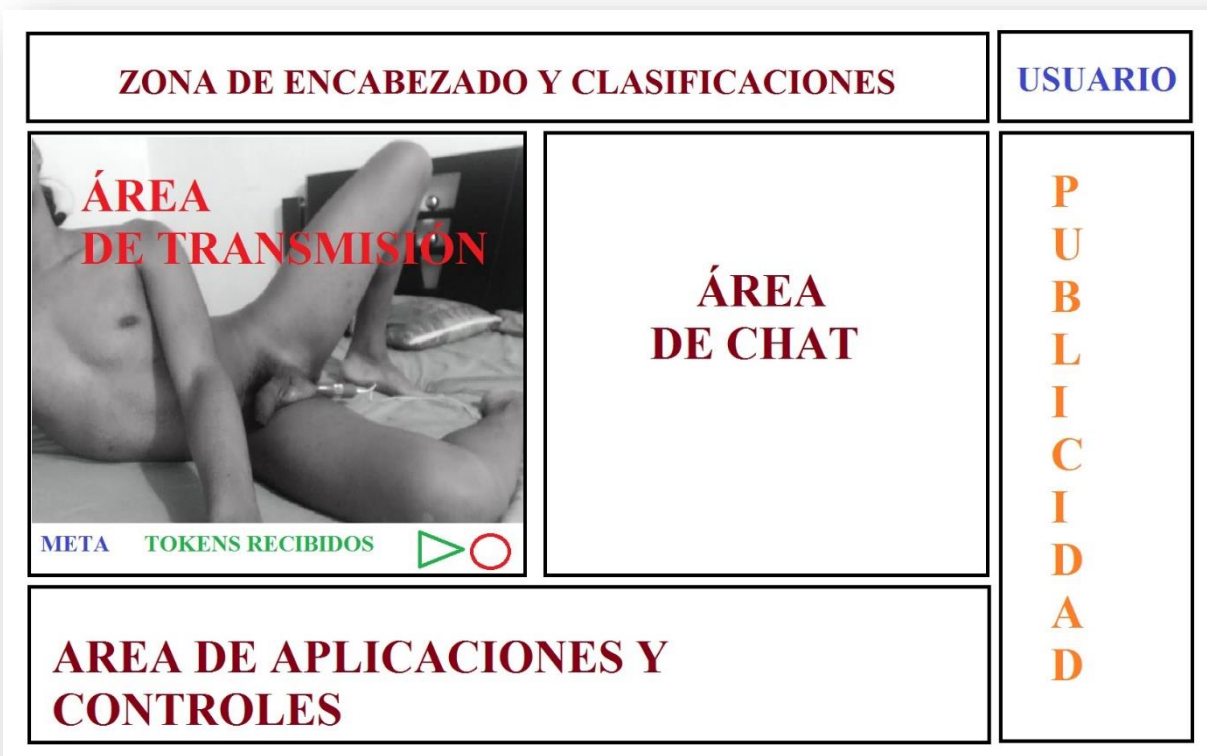 ZONA DE ENCABEZADO Y CLASIFICACIONES
USUARIO
ÁREA
DE TRANSMISIÓN
META TOKENS RECIBIDOS
ÁREA
DE CHAT
P
U
B
L
I
C
I
D
A
D
AREA DE APLICACIONES Y
CONTROLES